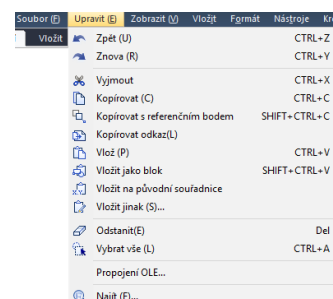 Soubor (F) Upravit (E) Zobrazit (V) Vložit Formát Nástroje
Vložit
Zpět (U) CTRL+Z
Znova (R) CTRL+Y
Vyjmout CTRL+X
Kopírovat (C) CTRL+C
Kopírovat s referenčním bodem SHIFT+CTRL+C
Kopírovat odkaz(L)
Vlož (P) CTRL+V
Vložit jako blok SHIFT+CTRL+V
Vložit na původní souřadnice
Vložit jinak (S)...
Odstanit(E) Del
Vybrat vše (L) CTRL+A
Propojení OLE...
Najít (F)...